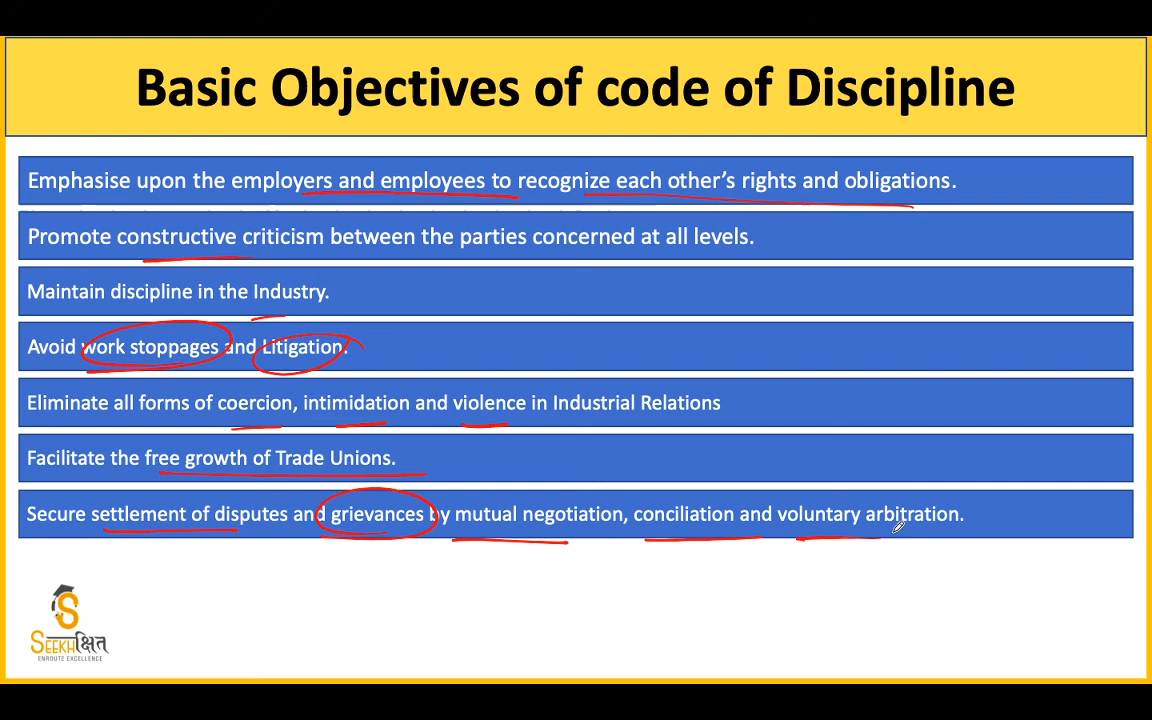 Basic Objectives of code of Discipline
Emphasise upon the employers and employees to recognize each other’s rights and obligations.
Promote constructive criticism between the parties concerned at all levels.
Maintain discipline in the Industry.
Avoid work stoppages and Litigation.
Eliminate all forms of coercion, intimidation and violence in Industrial Relations
Facilitate the free growth of Trade Unions.
Secure settlement of disputes and grievances by mutual negotiation, conciliation and voluntary arbitration.
S
SEEKHक्षित
ENROUTE EXCELLENCE